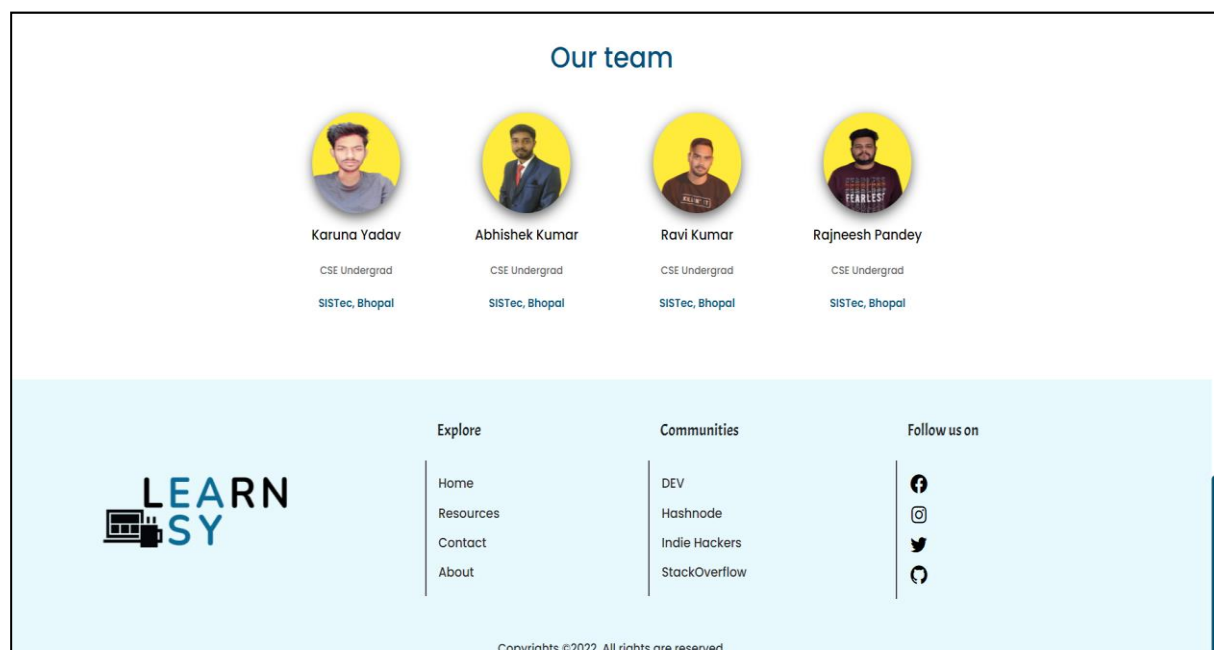 Our team
Karuna Yadav
Abhishek Kumar
Ravi Kumar
Rajneesh Pandey
CSE Undergrad
CSE Undergrad
CSE Undergrad
CSE Undergrad
SISTec, Bhopal
SISTec, Bhopal
SISTec, Bhopal
SISTec, Bhopal
FEARLESS
LEARN
SY
Explore
Home
Resources
Contact
About
Communities
DEV
Hashnode
Indie Hackers
StackOverflow
Follow us on
Copyrights ©2022. All rights are reserved